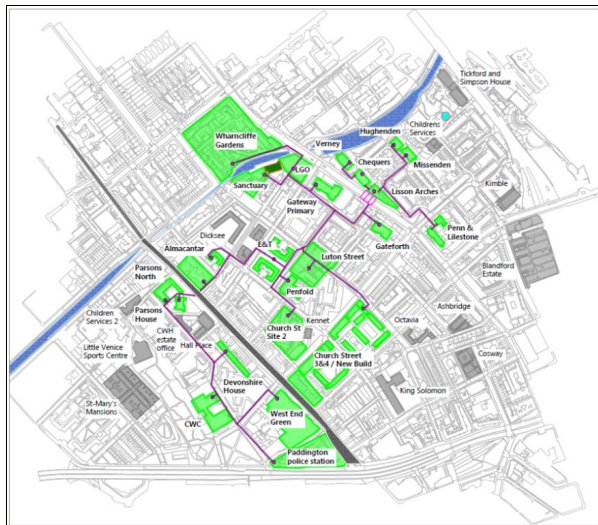 Tickford and
Simpson House
Hughenden
Childrens
Services
Verney
Wharncliffe
Gardens
Chequers
Missenden
LGO
Sanctuary
Lisson Arches
Kimble
Gateway
Primary
Penn &
Lilestone
Dicksee
E&T
Gateforth
Almacantar
Luton Street
Blandford
Estate
Parsons
North
Penfold
Parsons
House
Children
Services 2
CWH
estate
office
Hall Place
Church St
Site 2
Kennet
Octavia
Ashbridge
Little Venice
Sports Centre
Church Street
3&4 / New Build
Cosway
Devonshire
House
King Solomon
St-Mary's
Mansions
CWC
West End
Green
Paddington
police station